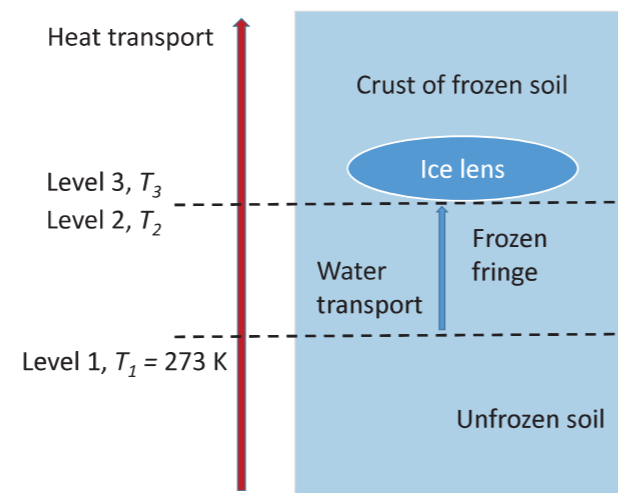 Heat transport
Crust of frozen soil
Ice lens
Level 3, T3
Level 2, T2
Frozen
fringe
Water
transport
Level 1, T1 = 273 K
Unfrozen soil